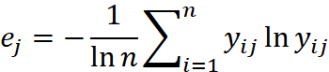 e_j = -\frac{1}{\ln n} \sum_{i=1}^{n} y_{ij} \ln y_{ij}